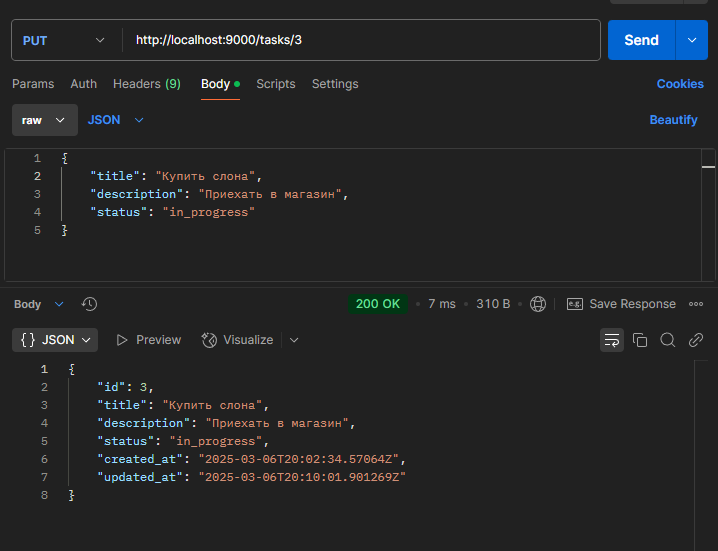 PUT http://localhost:9000/tasks/3 Send
Params Auth Headers (9) Body Scripts Settings Cookies
raw JSON Beautify
1 {
2 "title": "Купить слона",
3 "description": "Приехать в магазин",
4 "status": "in_progress"
5 }
Body 200 OK • 7 ms • 310 B e.g. Save Response
{} JSON Preview Visualize
1 {
2 "id": 3,
3 "title": "Купить слона",
4 "description": "Приехать в магазин",
5 "status": "in_progress",
6 "created_at": "2025-03-06T20:02:34.57064Z",
7 "updated_at": "2025-03-06T20:10:01.901269Z"
8 }